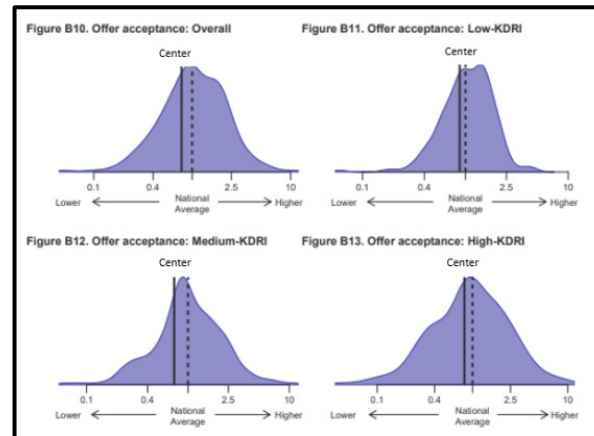 Figure B10. Offer acceptance: Overall
Center
0.1 0.4 2.5 10
Lower National Average Higher
Figure B11. Offer acceptance: Low-KDRI
Center
0.1 0.4 2.5 10
Lower National Average Higher
Figure B12. Offer acceptance: Medium-KDRI
Center
0.1 0.4 2.5 10
Lower National Average Higher
Figure B13. Offer acceptance: High-KDRI
Center
0.1 0.4 2.5 10
Lower National Average Higher